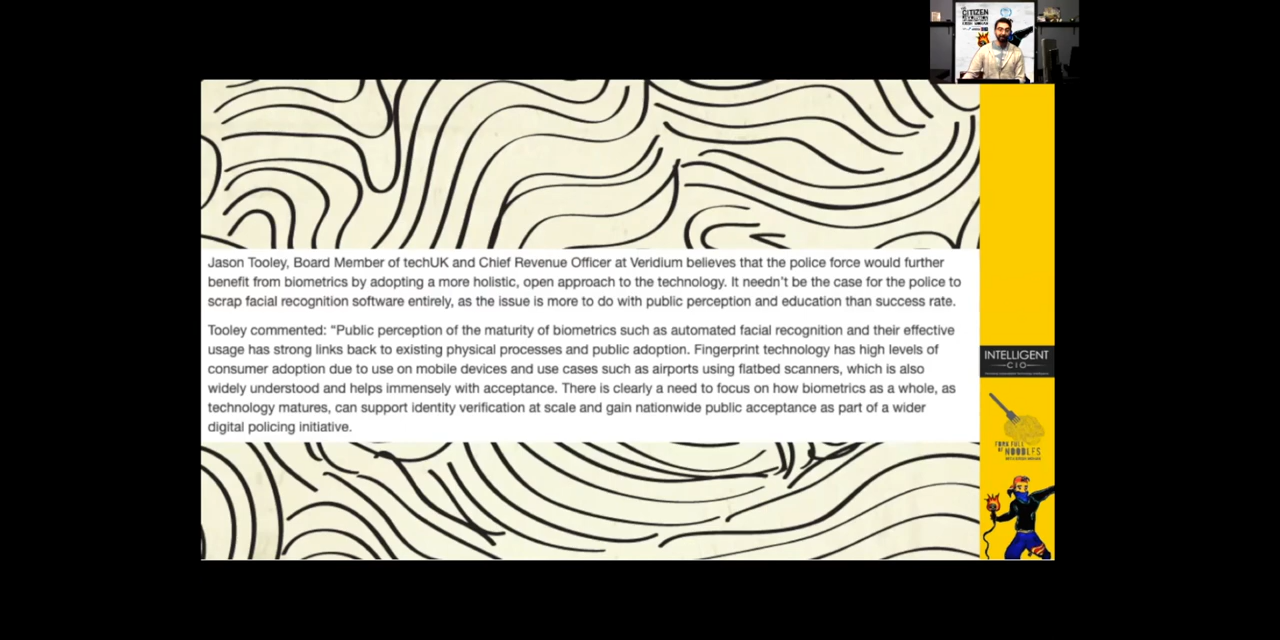 CITIZEN
Jason Tooley, Board Member of techUK and Chief Revenue Officer at Veridium believes that the police force would further
benefit from biometrics by adopting a more holistic, open approach to the technology. It needn't be the case for the police to
scrap facial recognition software entirely, as the issue is more to do with public perception and education than success rate.
Tooley commented: “Public perception of the maturity of biometrics such as automated facial recognition and their effective
usage has strong links back to existing physical processes and public adoption. Fingerprint technology has high levels of
consumer adoption due to use on mobile devices and use cases such as airports using flatbed scanners, which is also
widely understood and helps immensely with acceptance. There is clearly a need to focus on how biometrics as a whole, as
technology matures, can support identity verification at scale and gain nationwide public acceptance as part of a wider
digital policing initiative.
INTELLIGENT
CIO
FORK FULL
OF NOODLES